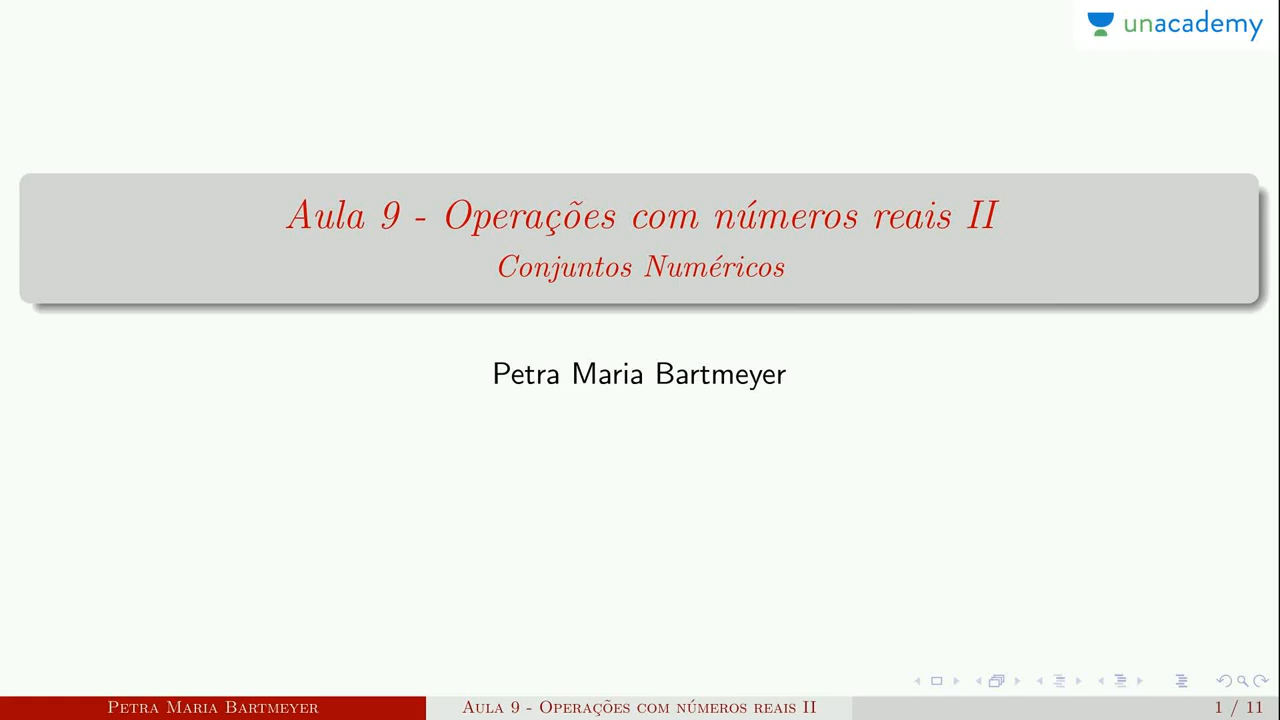 unacademy
Aula 9 - Operações com números reais II
Conjuntos Numéricos
Petra Maria Bartmeyer
Petra Maria Bartmeyer
Aula 9 - Operações com números reais II
1 / 11